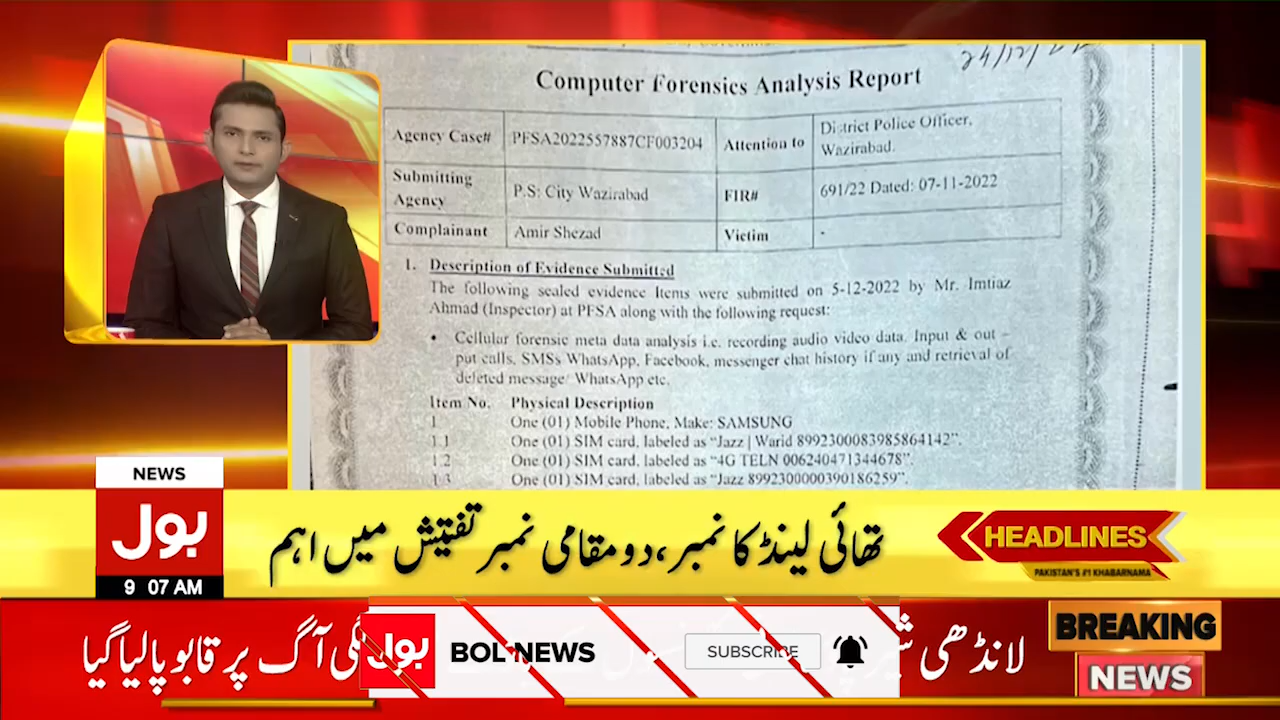 24/12/22
Computer Forensics Analysis Report
Agency Case# PFSA2022557887CF003204 Attention to District Police Officer, Wazirabad.
Submitting Agency P.S: City Wazirabad FIR# 691/22 Dated: 07-11-2022
Complainant Amir Shezad Victim -
1. Description of Evidence Submitted
The following sealed evidence Items were submitted on 5-12-2022 by Mr. Imtiaz
Ahmad (Inspector) at PFSA along with the following request:
• Cellular forensic meta data analysis i.e. recording audio video data. Input & out –
put calls, SMSs WhatsApp, Facebook, messenger chat history if any and retrieval of
deleted message/ WhatsApp etc.
Item No. Physical Description
1 One (01) Mobile Phone, Make: SAMSUNG
1.1 One (01) SIM card, labeled as “Jazz | Warid 8992300083985864142”.
1.2 One (01) SIM card, labeled as “4G TELN 006240471344678”.
1.3 One (01) SIM card, labeled as “Jazz 8992300000390186259”.
NEWS
بول
9 07 AM
تھائی لینڈ کا نمبر، دو مقامی نمبر تفتیش میں اہم
HEADLINES
PAKISTAN'S #1 KHABARNAMA
لانڈھی
آگ پر قابو پالیا گیا
بول
BOL NEWS
SUBSCRIBE
BREAKING
NEWS